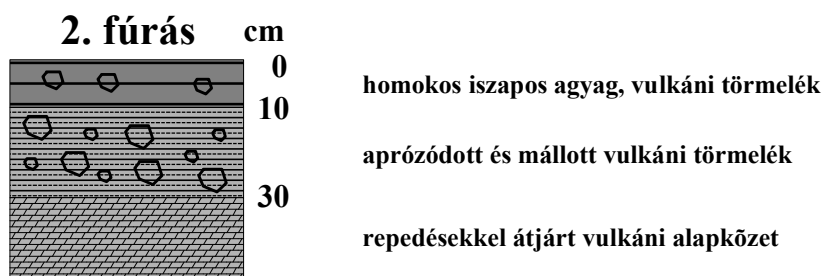 2. fúrás cm
0
homokos iszapos agyag, vulkáni törmelék
10
aprózódott és mállott vulkáni törmelék
30
repedésekkel átjárt vulkáni alapkõzet